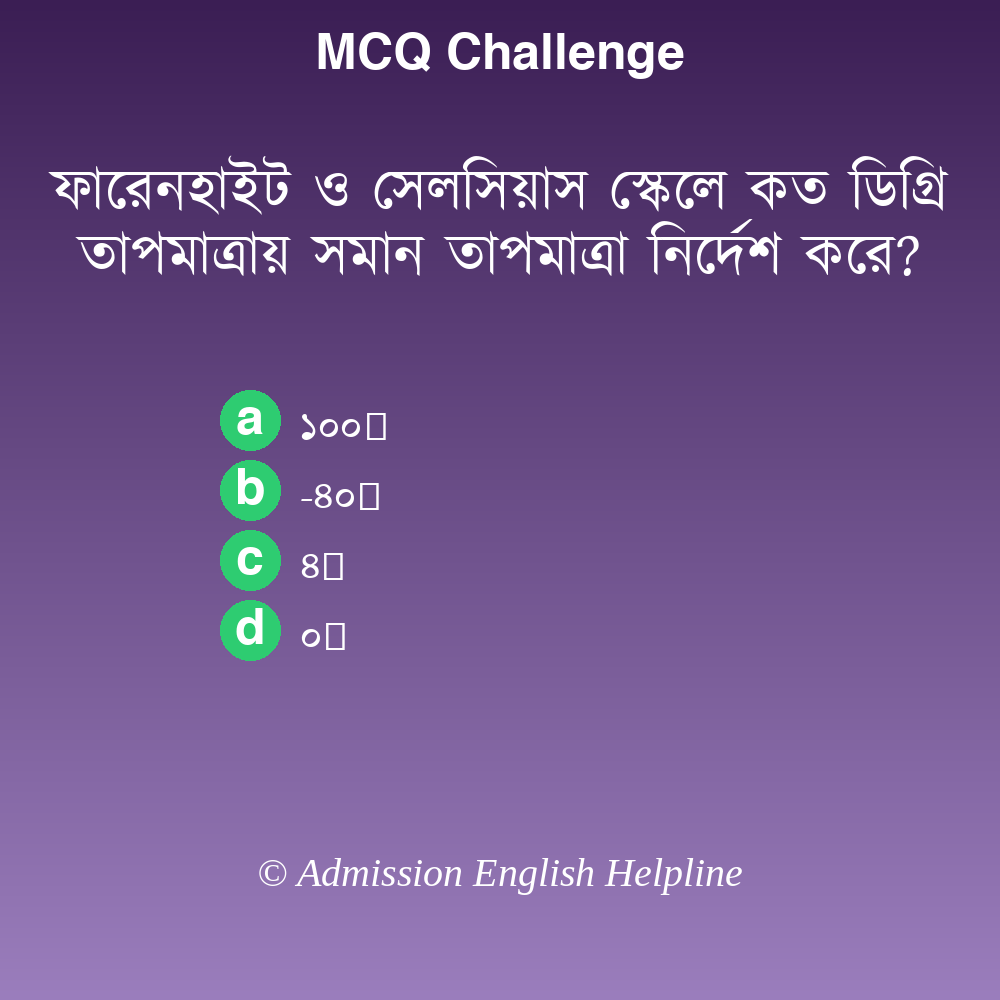 MCQ Challenge
ফারেনহাইট ও সেলসিয়াস স্কেলে কত ডিগ্রি
তাপমাত্রায় সমান তাপমাত্রা নির্দেশ করে?
a ১০০
b -৪০
c ৪
d ০
© Admission English Helpline